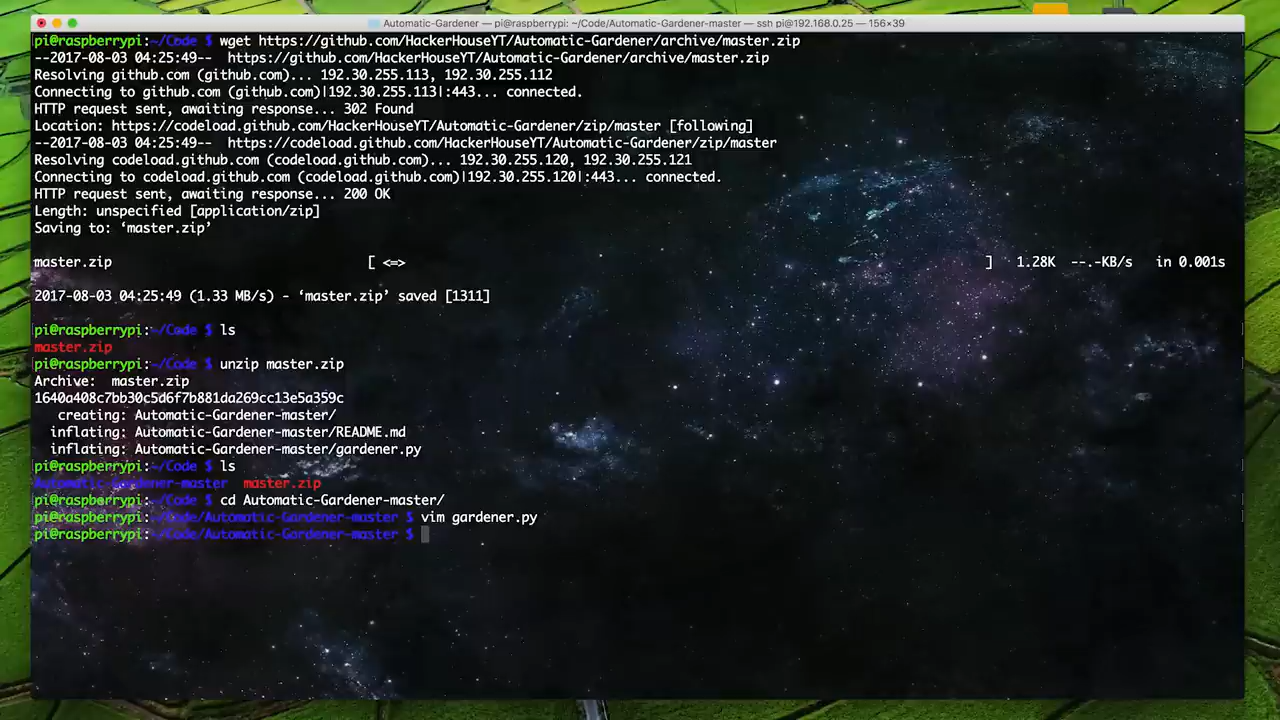 Automatic-Gardener — pi@raspberrypi: ~/Code/Automatic-Gardener-master — ssh pi@192.168.0.25 — 156×39
pi@raspberrypi:~/Code $ wget https://github.com/HackerHouseYT/Automatic-Gardener/archive/master.zip
--2017-08-03 04:25:49--  https://github.com/HackerHouseYT/Automatic-Gardener/archive/master.zip
Resolving github.com (github.com)... 192.30.255.113, 192.30.255.112
Connecting to github.com (github.com)|192.30.255.113|:443... connected.
HTTP request sent, awaiting response... 302 Found
Location: https://codeload.github.com/HackerHouseYT/Automatic-Gardener/zip/master [following]
--2017-08-03 04:25:49--  https://codeload.github.com/HackerHouseYT/Automatic-Gardener/zip/master
Resolving codeload.github.com (codeload.github.com)... 192.30.255.120, 192.30.255.121
Connecting to codeload.github.com (codeload.github.com)|192.30.255.120|:443... connected.
HTTP request sent, awaiting response... 200 OK
Length: unspecified [application/zip]
Saving to: ‘master.zip’
master.zip [ <=> ] 1.28K --.-KB/s in 0.001s
2017-08-03 04:25:49 (1.33 MB/s) - ‘master.zip’ saved [1311]
pi@raspberrypi:~/Code $ ls
master.zip
pi@raspberrypi:~/Code $ unzip master.zip
Archive:  master.zip
1640a408c7bb30c5d6f7b881da269cc13e5a359c
creating: Automatic-Gardener-master/
inflating: Automatic-Gardener-master/README.md
inflating: Automatic-Gardener-master/gardener.py
pi@raspberrypi:~/Code $ ls
Automatic-Gardener-master  master.zip
pi@raspberrypi:~/Code $ cd Automatic-Gardener-master/
pi@raspberrypi:~/Code/Automatic-Gardener-master $ vim gardener.py
pi@raspberrypi:~/Code/Automatic-Gardener-master $